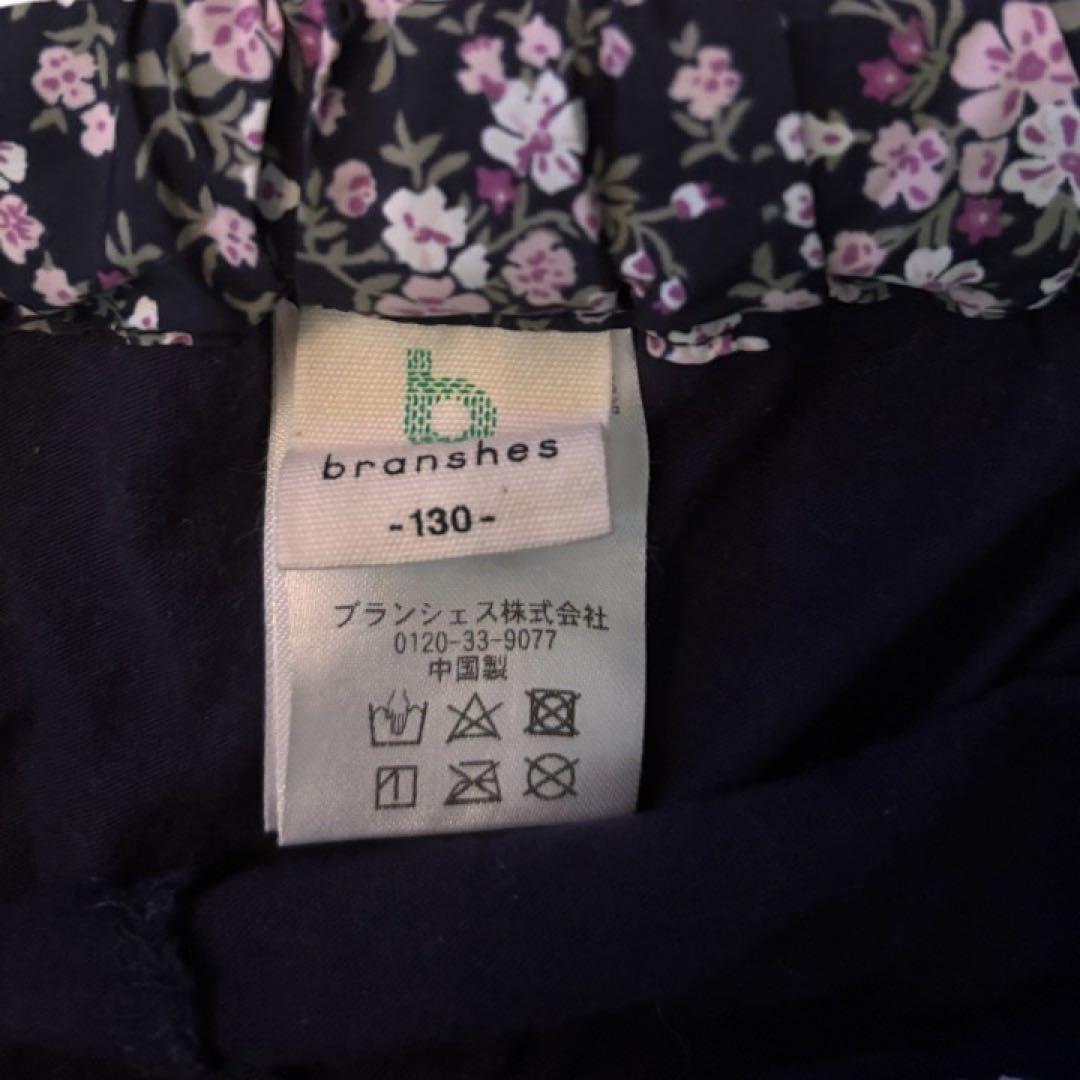 b
branshes
-130-
ブランシェス株式会社
0120-33-9077
中国製